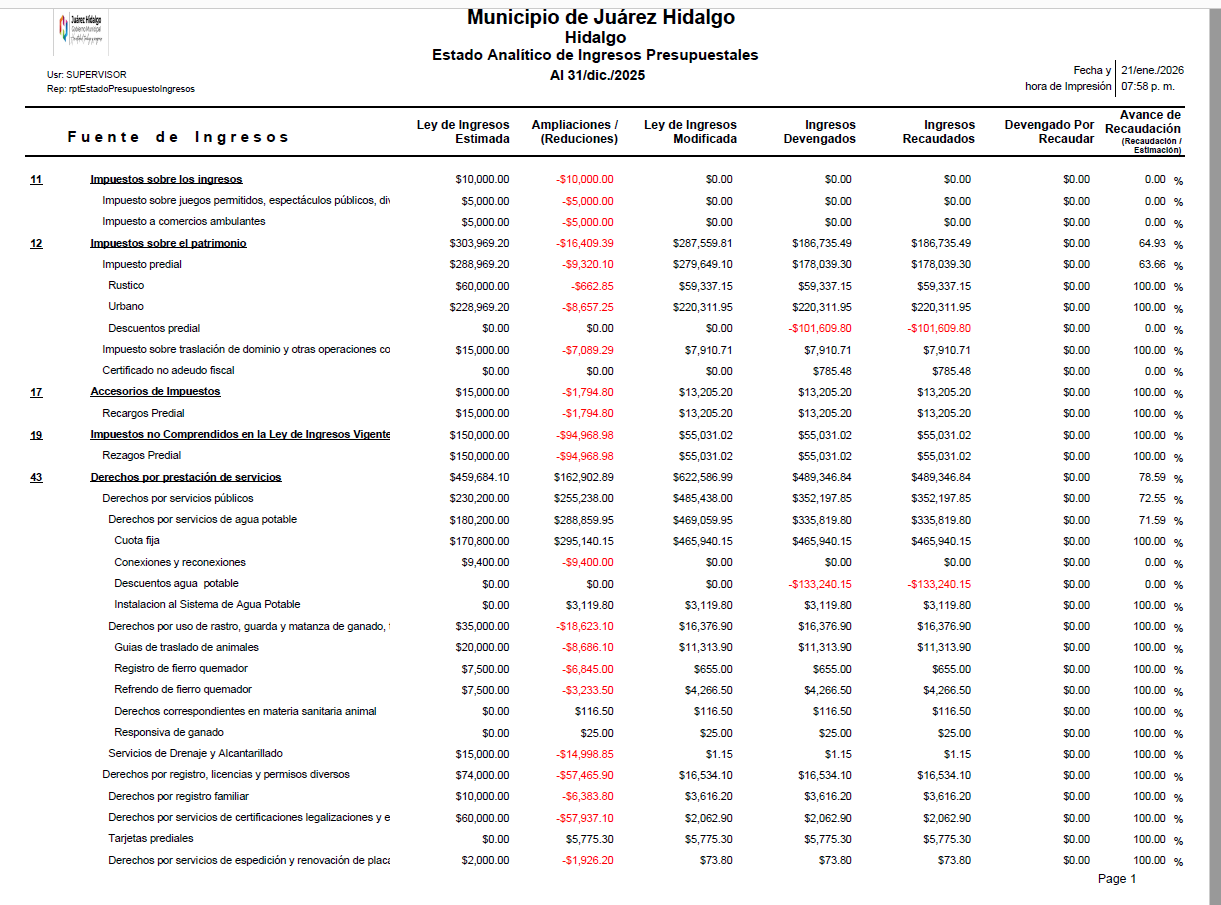 Juárez Hidalgo
Gobierno Municipal
Municipio de Juárez Hidalgo
Hidalgo
Estado Analítico de Ingresos Presupuestales
Al 31/dic./2025
Usr: SUPERVISOR
Rep: rptEstadoPresupuestoIngresos
Fecha y 21/ene./2026
hora de Impresión 07:58 p. m.
Fuente de Ingresos Ley de Ingresos Estimada Ampliaciones / (Reducciones) Ley de Ingresos Modificada Ingresos Devengados Ingresos Recaudados Devengado Por Recaudar Avance de Recaudación (Recaudación / Estimación)
11 Impuestos sobre los ingresos $10,000.00 -$10,000.00 $0.00 $0.00 $0.00 $0.00 0.00 %
Impuesto sobre juegos permitidos, espectáculos públicos, div $5,000.00 -$5,000.00 $0.00 $0.00 $0.00 $0.00 0.00 %
Impuesto a comercios ambulantes $5,000.00 -$5,000.00 $0.00 $0.00 $0.00 $0.00 0.00 %
12 Impuestos sobre el patrimonio $303,969.20 -$16,409.39 $287,559.81 $186,735.49 $186,735.49 $0.00 64.93 %
Impuesto predial $288,969.20 -$9,320.10 $279,649.10 $178,039.30 $178,039.30 $0.00 63.66 %
Rustico $60,000.00 -$662.85 $59,337.15 $59,337.15 $59,337.15 $0.00 100.00 %
Urbano $228,969.20 -$8,657.25 $220,311.95 $220,311.95 $220,311.95 $0.00 100.00 %
Descuentos predial $0.00 $0.00 $0.00 -$101,609.80 -$101,609.80 $0.00 0.00 %
Impuesto sobre traslación de dominio y otras operaciones co $15,000.00 -$7,089.29 $7,910.71 $7,910.71 $7,910.71 $0.00 100.00 %
Certificado no adeudo fiscal $0.00 $0.00 $0.00 $785.48 $785.48 $0.00 0.00 %
17 Accesorios de Impuestos $15,000.00 -$1,794.80 $13,205.20 $13,205.20 $13,205.20 $0.00 100.00 %
Recargos Predial $15,000.00 -$1,794.80 $13,205.20 $13,205.20 $13,205.20 $0.00 100.00 %
19 Impuestos no Comprendidos en la Ley de Ingresos Vigente $150,000.00 -$94,968.98 $55,031.02 $55,031.02 $55,031.02 $0.00 100.00 %
Rezagos Predial $150,000.00 -$94,968.98 $55,031.02 $55,031.02 $55,031.02 $0.00 100.00 %
43 Derechos por prestación de servicios $459,684.10 $162,902.89 $622,586.99 $489,346.84 $489,346.84 $0.00 78.59 %
Derechos por servicios públicos $230,200.00 $255,238.00 $485,438.00 $352,197.85 $352,197.85 $0.00 72.55 %
Derechos por servicios de agua potable $180,200.00 $288,859.95 $469,059.95 $335,819.80 $335,819.80 $0.00 71.59 %
Cuota fija $170,800.00 $295,140.15 $465,940.15 $465,940.15 $465,940.15 $0.00 100.00 %
Conexiones y reconexiones $9,400.00 -$9,400.00 $0.00 $0.00 $0.00 $0.00 0.00 %
Descuentos agua potable $0.00 $0.00 $0.00 -$133,240.15 -$133,240.15 $0.00 0.00 %
Instalacion al Sistema de Agua Potable $0.00 $3,119.80 $3,119.80 $3,119.80 $3,119.80 $0.00 100.00 %
Derechos por uso de rastro, guarda y matanza de ganado, $35,000.00 -$18,623.10 $16,376.90 $16,376.90 $16,376.90 $0.00 100.00 %
Guias de traslado de animales $20,000.00 -$8,686.10 $11,313.90 $11,313.90 $11,313.90 $0.00 100.00 %
Registro de fierro quemador $7,500.00 -$6,845.00 $655.00 $655.00 $655.00 $0.00 100.00 %
Refrendo de fierro quemador $7,500.00 -$3,233.50 $4,266.50 $4,266.50 $4,266.50 $0.00 100.00 %
Derechos correspondientes en materia sanitaria animal $0.00 $116.50 $116.50 $116.50 $116.50 $0.00 100.00 %
Responsiva de ganado $0.00 $25.00 $25.00 $25.00 $25.00 $0.00 100.00 %
Servicios de Drenaje y Alcantarillado $15,000.00 -$14,998.85 $1.15 $1.15 $1.15 $0.00 100.00 %
Derechos por registro, licencias y permisos diversos $74,000.00 -$57,465.90 $16,534.10 $16,534.10 $16,534.10 $0.00 100.00 %
Derechos por registro familiar $10,000.00 -$6,383.80 $3,616.20 $3,616.20 $3,616.20 $0.00 100.00 %
Derechos por servicios de certificaciones legalizaciones y e $60,000.00 -$57,937.10 $2,062.90 $2,062.90 $2,062.90 $0.00 100.00 %
Tarjetas prediales $0.00 $5,775.30 $5,775.30 $5,775.30 $5,775.30 $0.00 100.00 %
Derechos por servicios de espedición y renovación de placa $2,000.00 -$1,926.20 $73.80 $73.80 $73.80 $0.00 100.00 %
Page 1